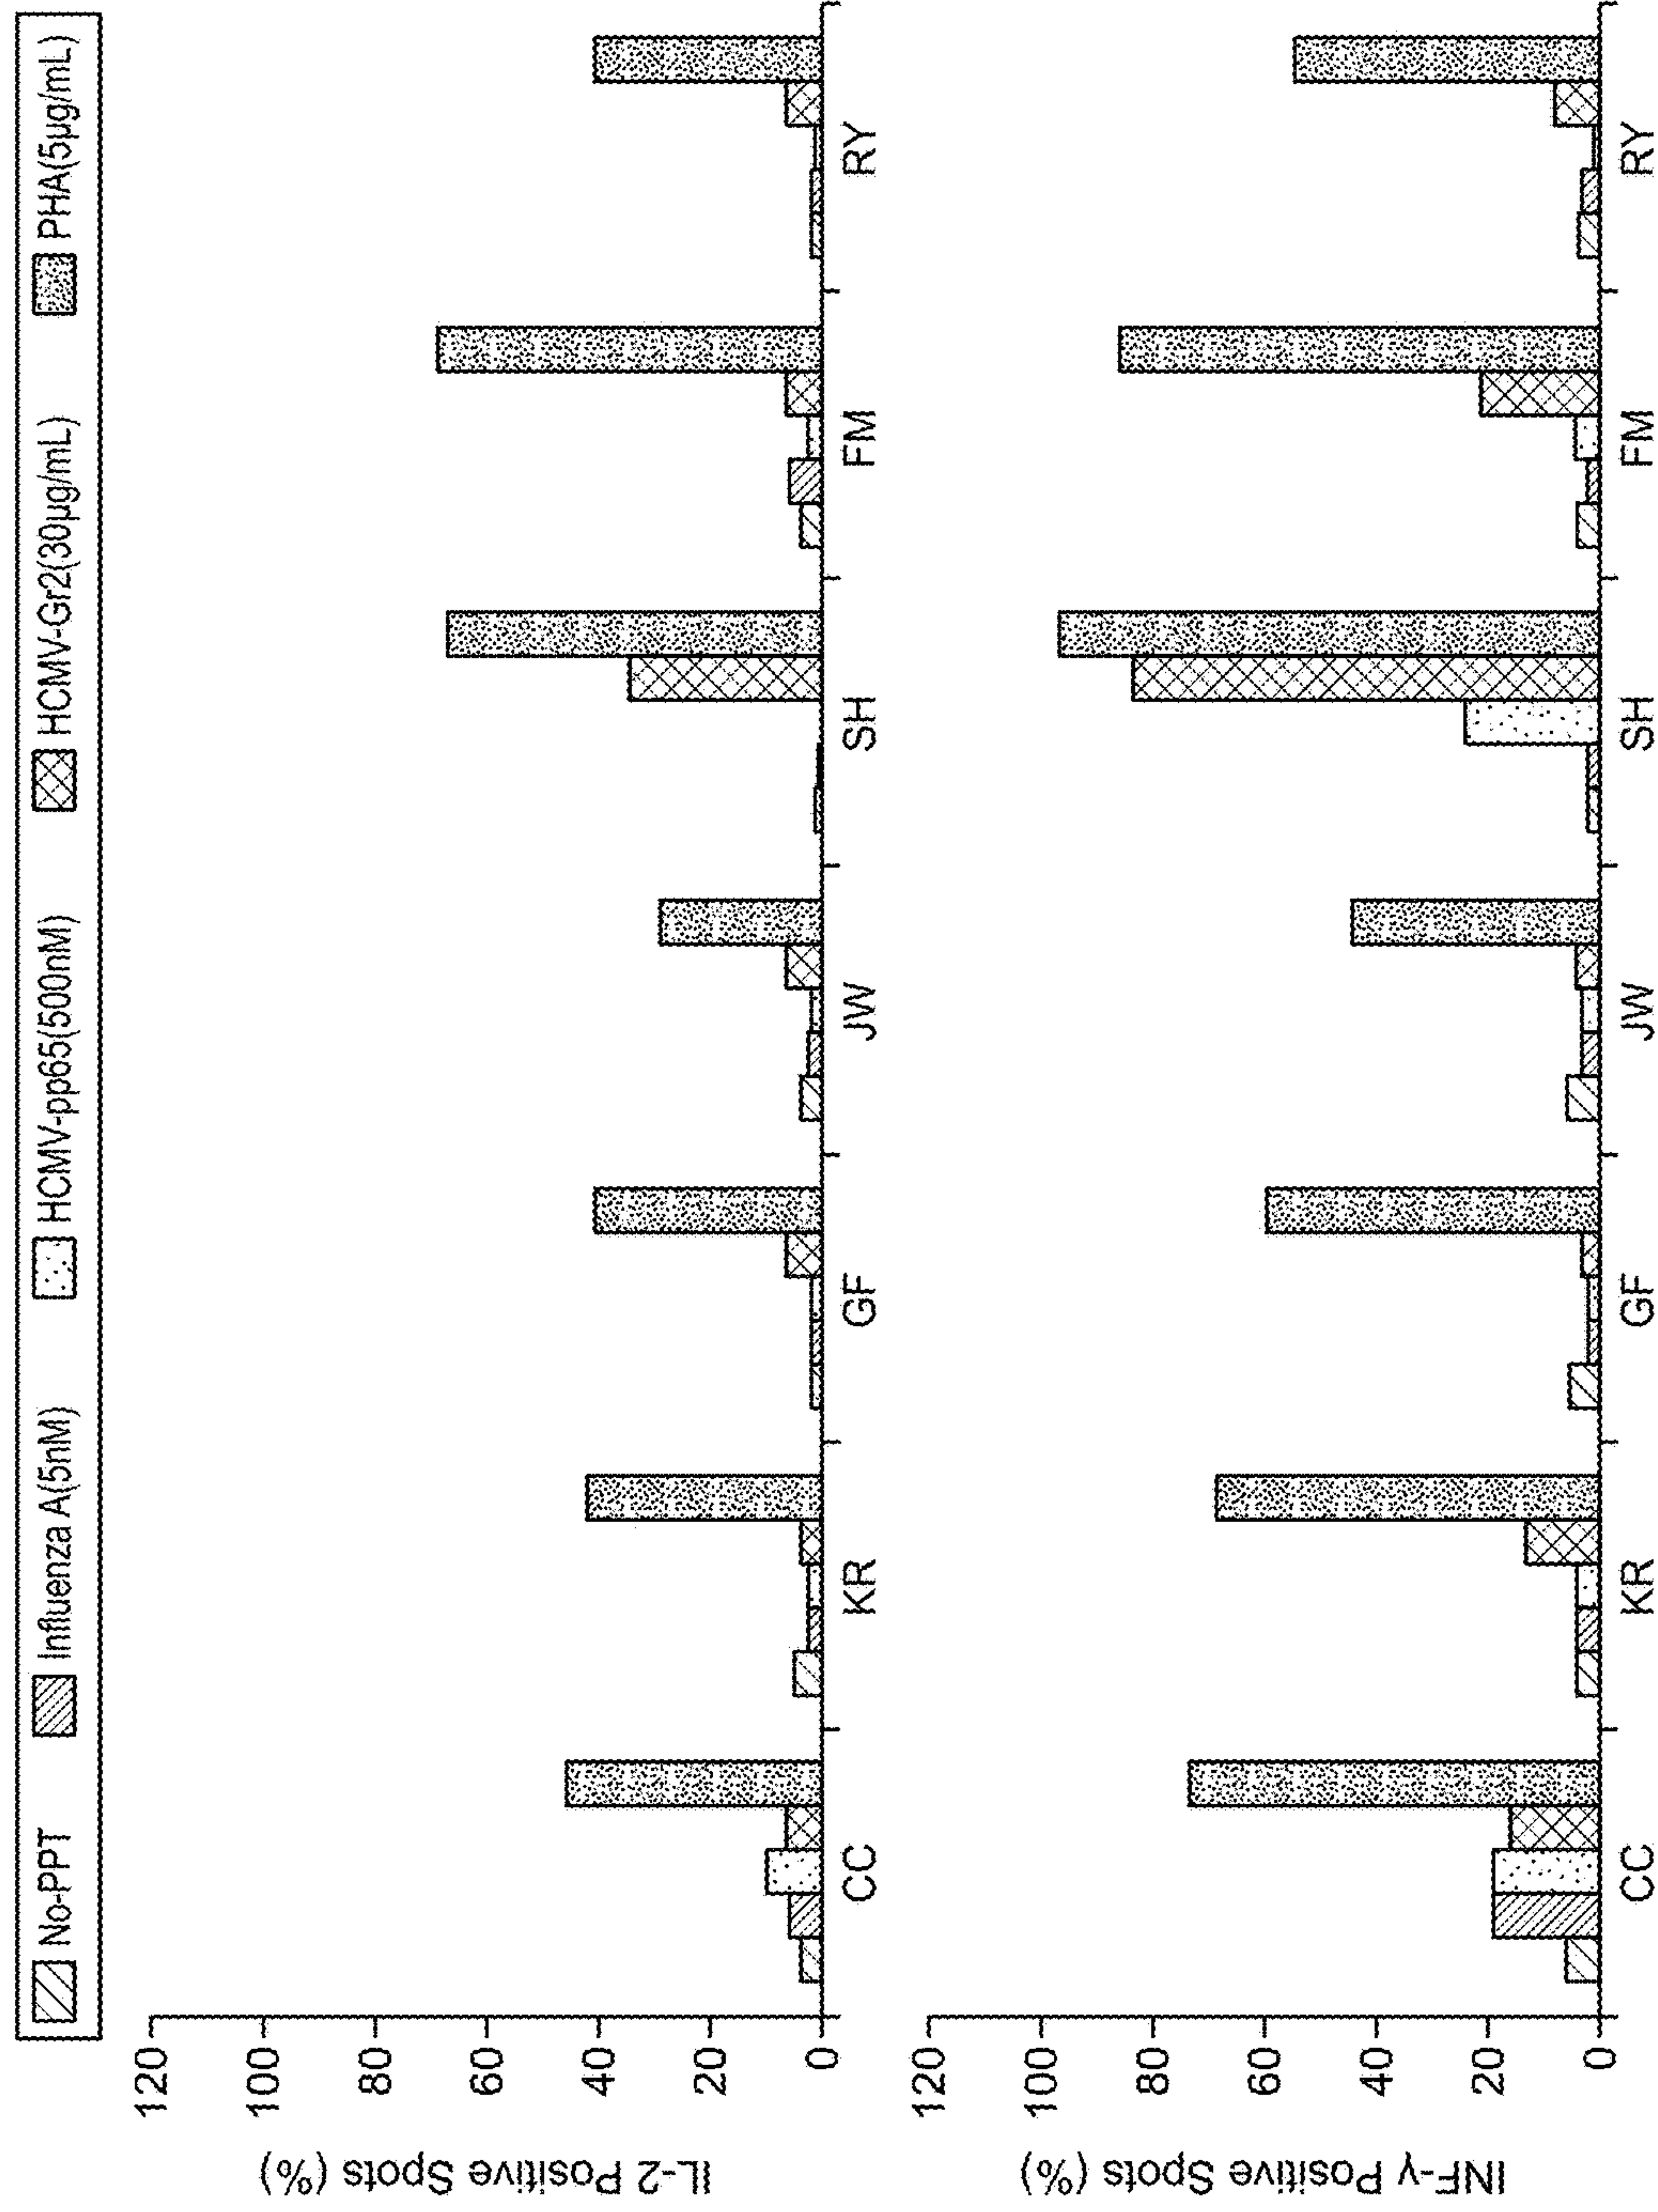 No-PPT Influenza A(5nM) HCMV-pp65(500nM) HCMV-Gr2(30µg/mL) PHA(5µg/mL)
IL-2 Positive Spots (%)
120
100
80
60
40
20
0
CC KR GF JW SH FM RY
INF-γ Positive Spots (%)
120
100
80
60
40
20
0
CC KR GF JW SH FM RY